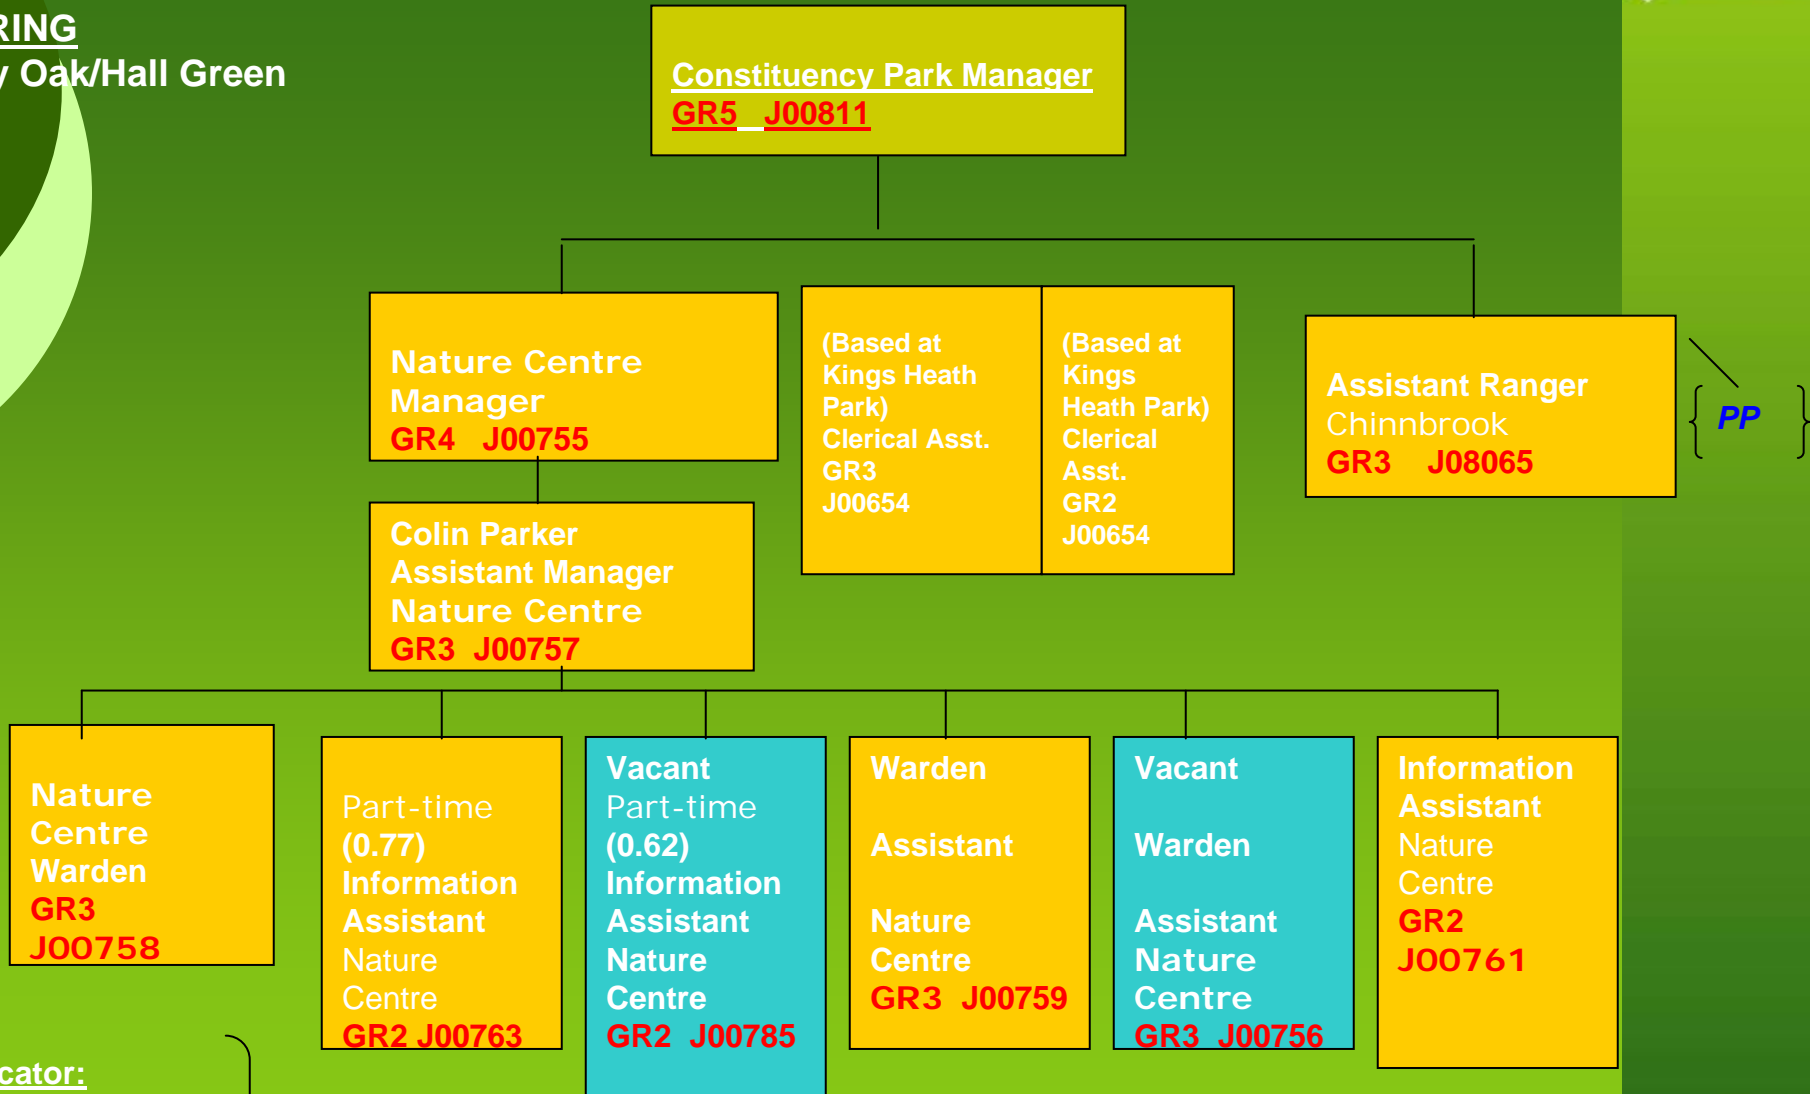 RING
y Oak/Hall Green
Constituency Park Manager
GR5 J00811
Nature Centre
Manager
GR4 J00755
(Based at
Kings Heath
Park)
Clerical Asst.
GR3
J00654
(Based at
Kings
Heath Park)
Clerical
Asst.
GR2
J00654
Assistant Ranger
Chinnbrook
GR3 J08065
PP
Colin Parker
Assistant Manager
Nature Centre
GR3 J00757
Nature
Centre
Warden
GR3
J00758
Part-time
(0.77)
Information
Assistant
Nature
Centre
GR2 J00763
Vacant
Part-time
(0.62)
Information
Assistant
Nature
Centre
GR2 J00785
Warden
Assistant
Nature
Centre
GR3 J00759
Vacant
Warden
Assistant
Nature
Centre
GR3 J00756
Information
Assistant
Nature
Centre
GR2
J00761
cator: